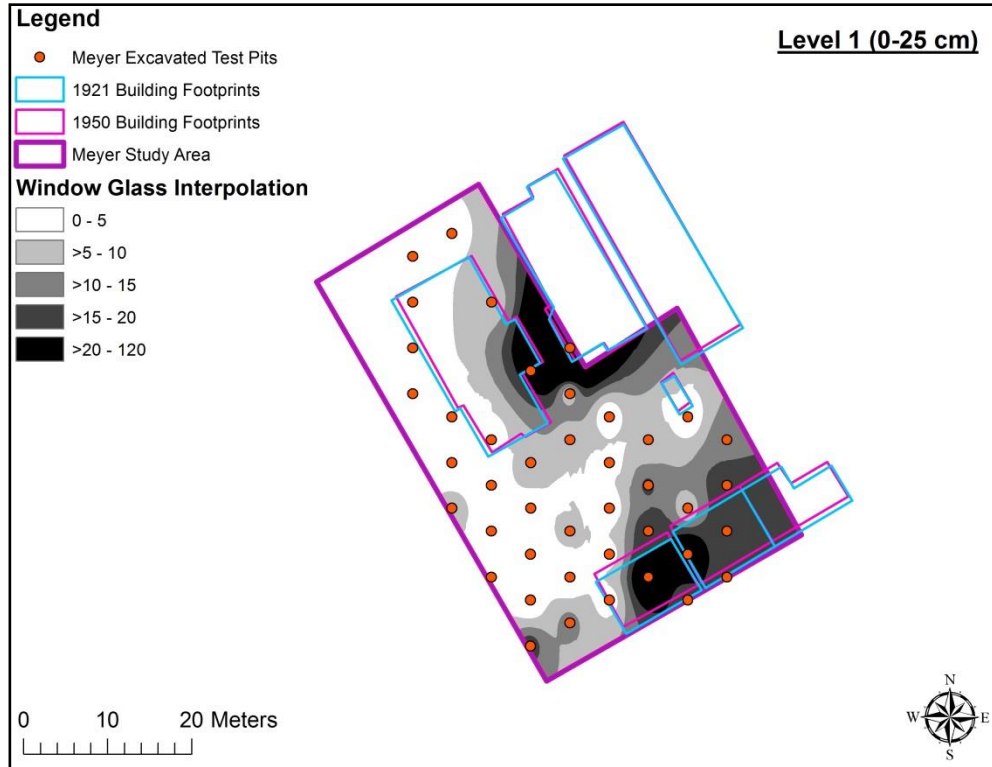 Legend
Level 1 (0-25 cm)
Meyer Excavated Test Pits
1921 Building Footprints
1950 Building Footprints
Meyer Study Area
Window Glass Interpolation
0 - 5
>5 - 10
>10 - 15
>15 - 20
>20 - 120
0 10 20 Meters
N
W E
S